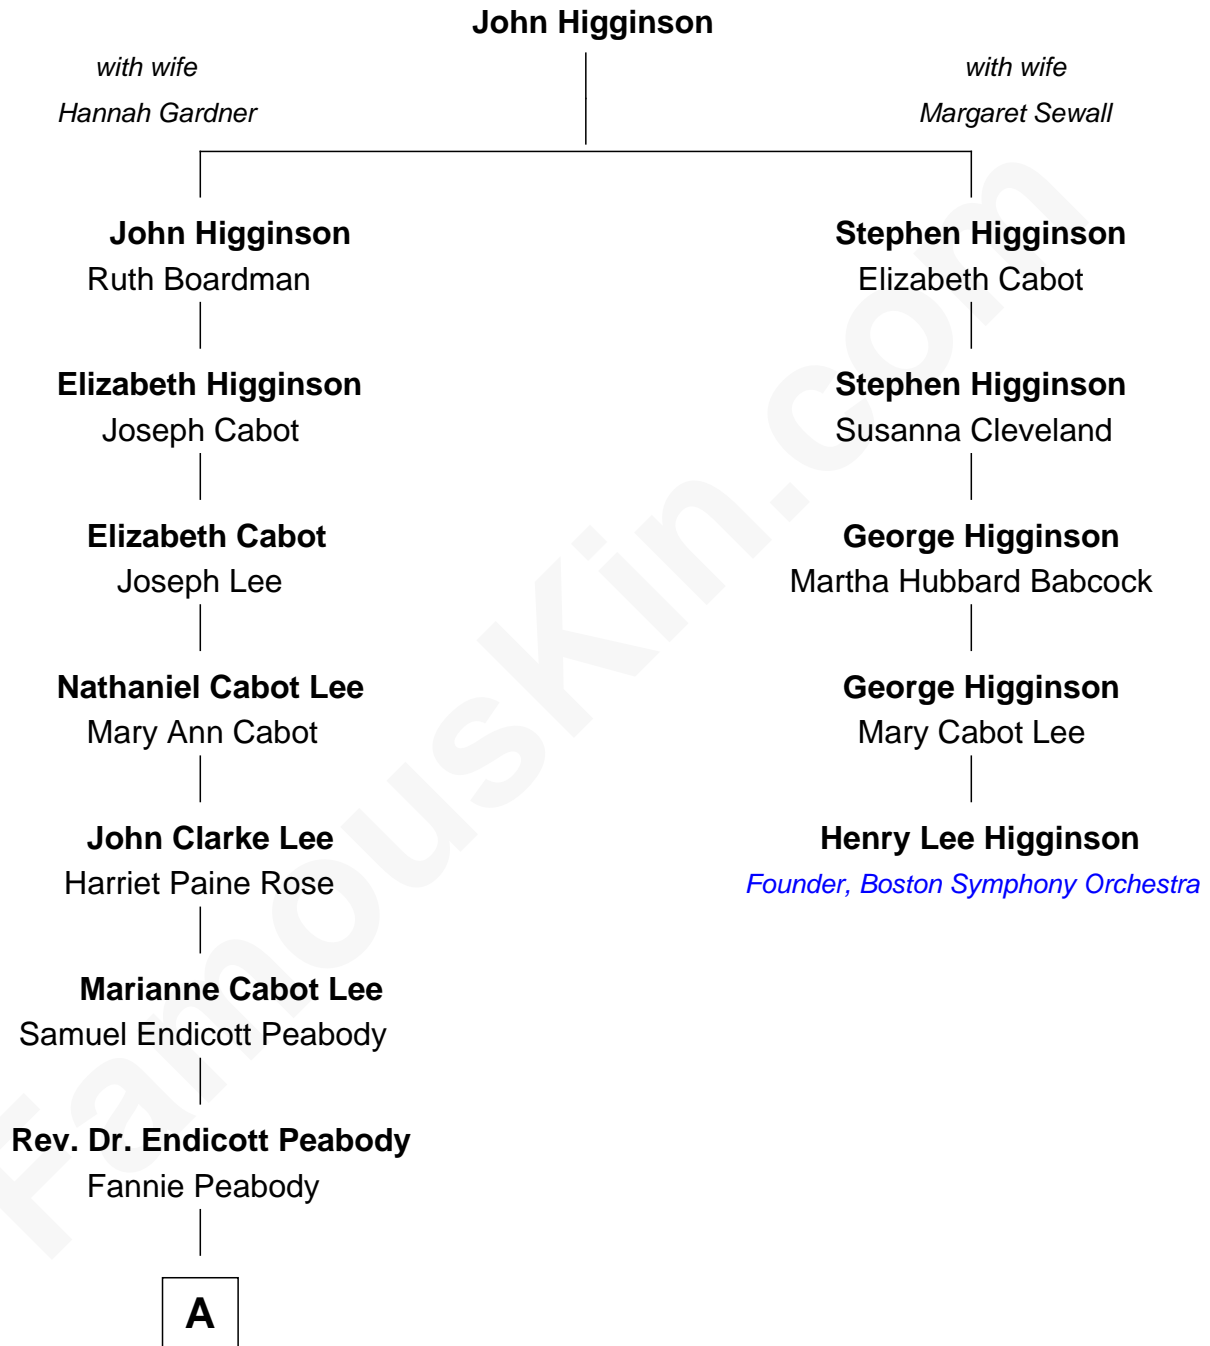 John Higginson
with wife
Hannah Gardner
with wife
Margaret Sewall
John Higginson
Ruth Boardman
Elizabeth Higginson
Joseph Cabot
Elizabeth Cabot
Joseph Lee
Nathaniel Cabot Lee
Mary Ann Cabot
John Clarke Lee
Harriet Paine Rose
Marianne Cabot Lee
Samuel Endicott Peabody
Rev. Dr. Endicott Peabody
Fannie Peabody
A
Stephen Higginson
Elizabeth Cabot
Stephen Higginson
Susanna Cleveland
George Higginson
Martha Hubbard Babcock
George Higginson
Mary Cabot Lee
Henry Lee Higginson
Founder, Boston Symphony Orchestra
FamousKin.com